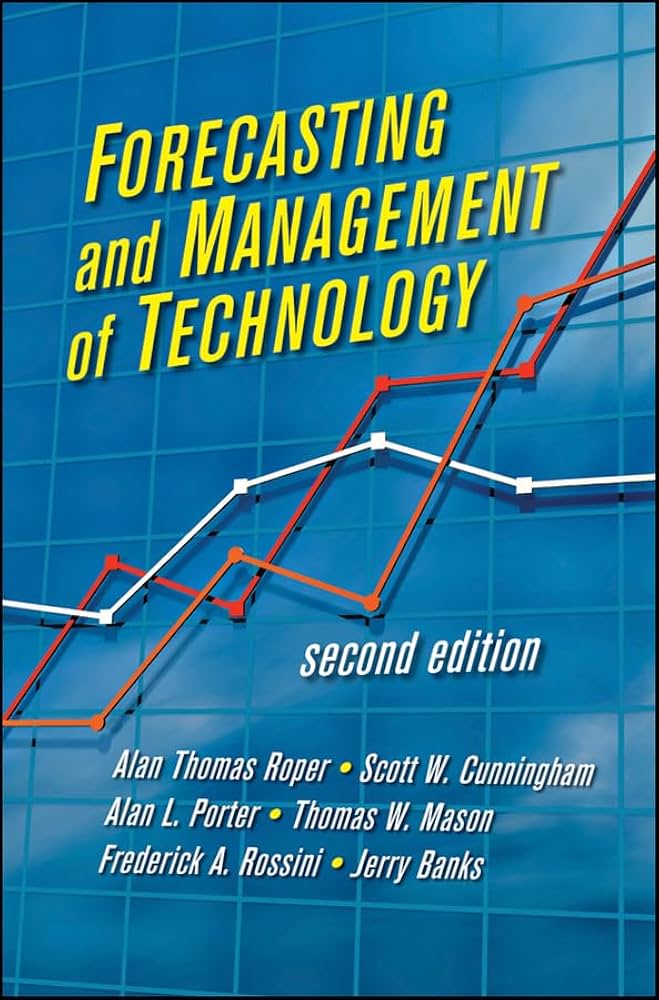 FORECASTING
and MANAGEMENT
of TECHNOLOGY
second edition
Alan Thomas Roper • Scott W. Cunningham
Alan L. Porter • Thomas W. Mason
Frederick A. Rossini • Jerry Banks